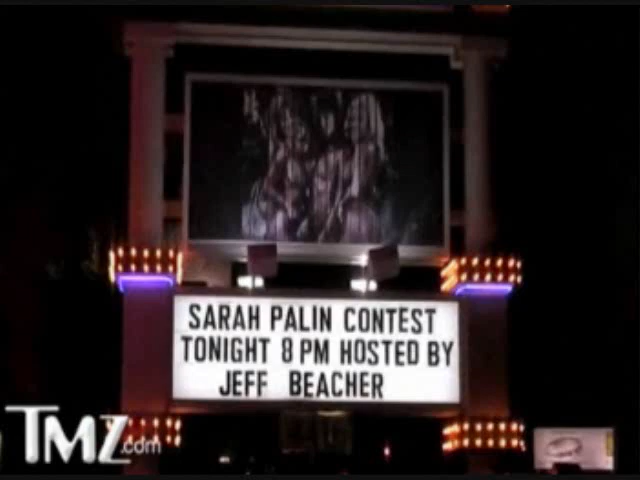 SARAH PALIN CONTEST
TONIGHT 8 PM HOSTED BY
JEFF BEACHER
TMZ.com